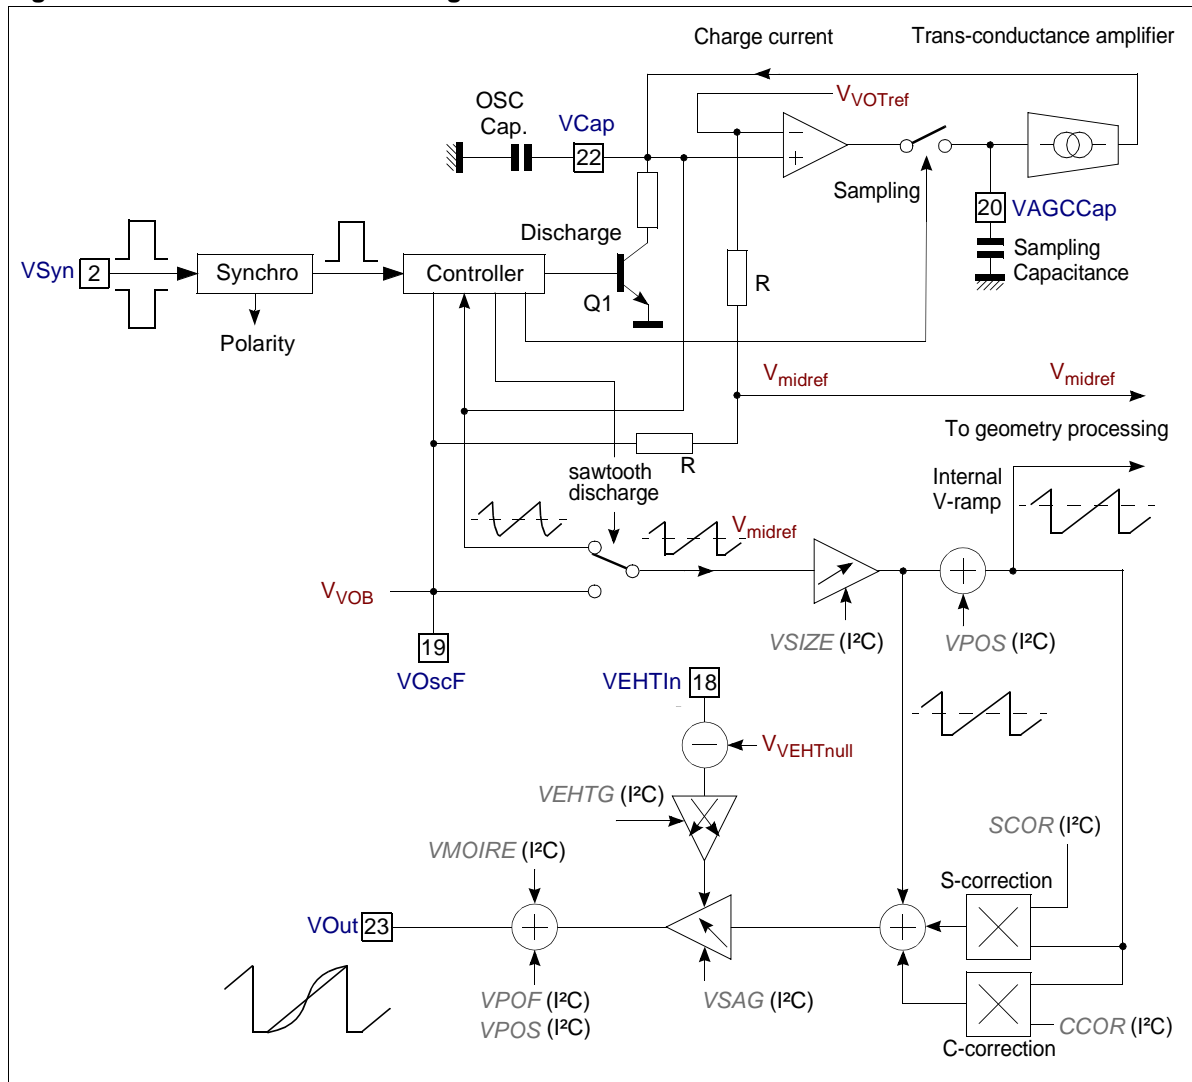 Charge current
Trans-conductance amplifier
OSC
Cap.
VCap
22
VVOTref
−
+
Sampling
20
VAGCCap
Sampling
Capacitance
VSyn
2
Synchro
Controller
Discharge
Q1
Polarity
R
Vmidref
Vmidref
To geometry processing
R
sawtooth
discharge
Internal
V-ramp
Vmidref
VVOB
19
VOscF
VSIZE (I²C)
VPOS (I²C)
VEHTIn
18
VVEHTnull
VEHTG (I²C)
VMOIRE (I²C)
SCOR (I²C)
S-correction
VOut
23
VPOF (I²C)
VPOS (I²C)
VSAG (I²C)
CCOR (I²C)
C-correction